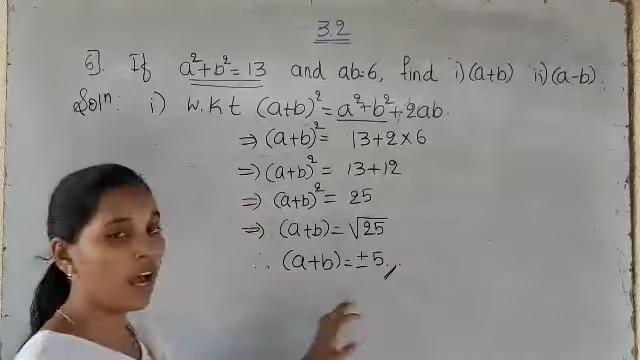 3.2
6]. If a²+b²=13 and ab=6, find i) (a+b) ii) (a-b).
Solⁿ: i) W.K.t (a+b)² = a²+b²+2ab.
⇒ (a+b)² = 13+2×6
⇒ (a+b)² = 13+12
⇒ (a+b)² = 25
⇒ (a+b) = √25
∴ (a+b) = ±5,,.